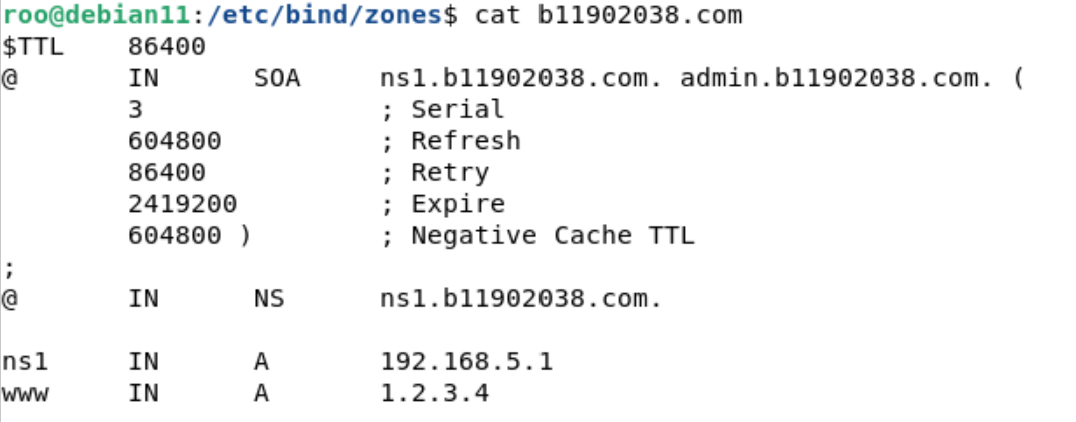 roo@debian11:/etc/bind/zones$ cat b11902038.com
$TTL    86400
@       IN      SOA     ns1.b11902038.com. admin.b11902038.com. (
        3               ; Serial
        604800          ; Refresh
        86400           ; Retry
        2419200         ; Expire
        604800 )        ; Negative Cache TTL
;
@       IN      NS      ns1.b11902038.com.

ns1     IN      A       192.168.5.1
www     IN      A       1.2.3.4